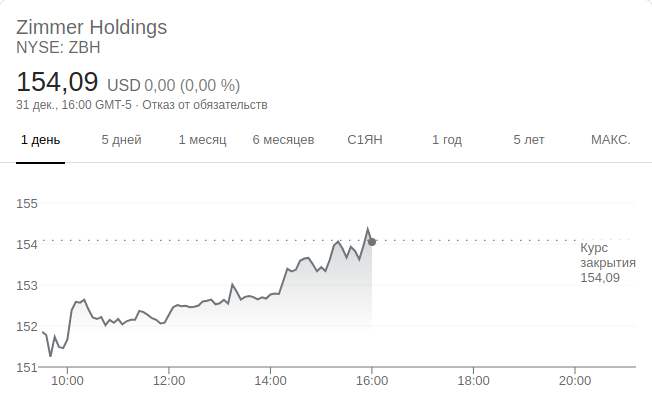 Zimmer Holdings
NYSE: ZBH
154,09 USD 0,00 (0,00 %)
31 дек., 16:00 GMT-5 · Отказ от обязательств
1 день 5 дней 1 месяц 6 месяцев С1ЯН 1 год 5 лет МАКС.
155
154
153
152
151
Курс
закрытия
154,09
10:00 12:00 14:00 16:00 18:00 20:00